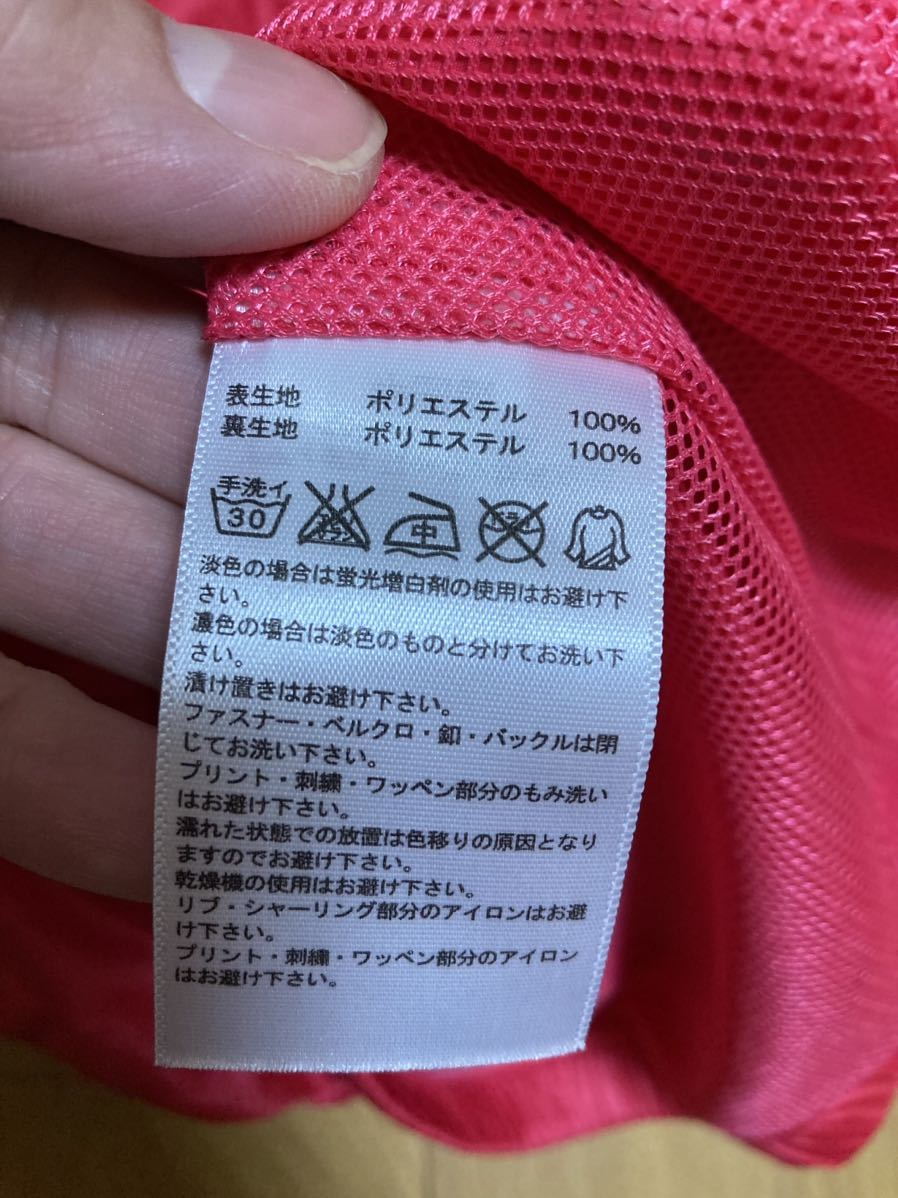 表生地 ポリエステル 100%
裏生地 ポリエステル 100%
手洗イ 30 エンソサラシ 中 ドライ
淡色の場合は蛍光増白剤の使用はお避け下
さい。
濃色の場合は淡色のものと分けてお洗い下
さい。
漬け置きはお避け下さい。
ファスナー・ベルクロ・釦・バックルは閉
じてお洗い下さい。
プリント・刺繍・ワッペン部分のもみ洗い
はお避け下さい。
濡れた状態での放置は色移りの原因となり
ますのでお避け下さい。
乾燥機の使用はお避け下さい。
リブ・シャーリング部分のアイロンはお避
け下さい。
プリント・刺繍・ワッペン部分のアイロン
はお避け下さい。